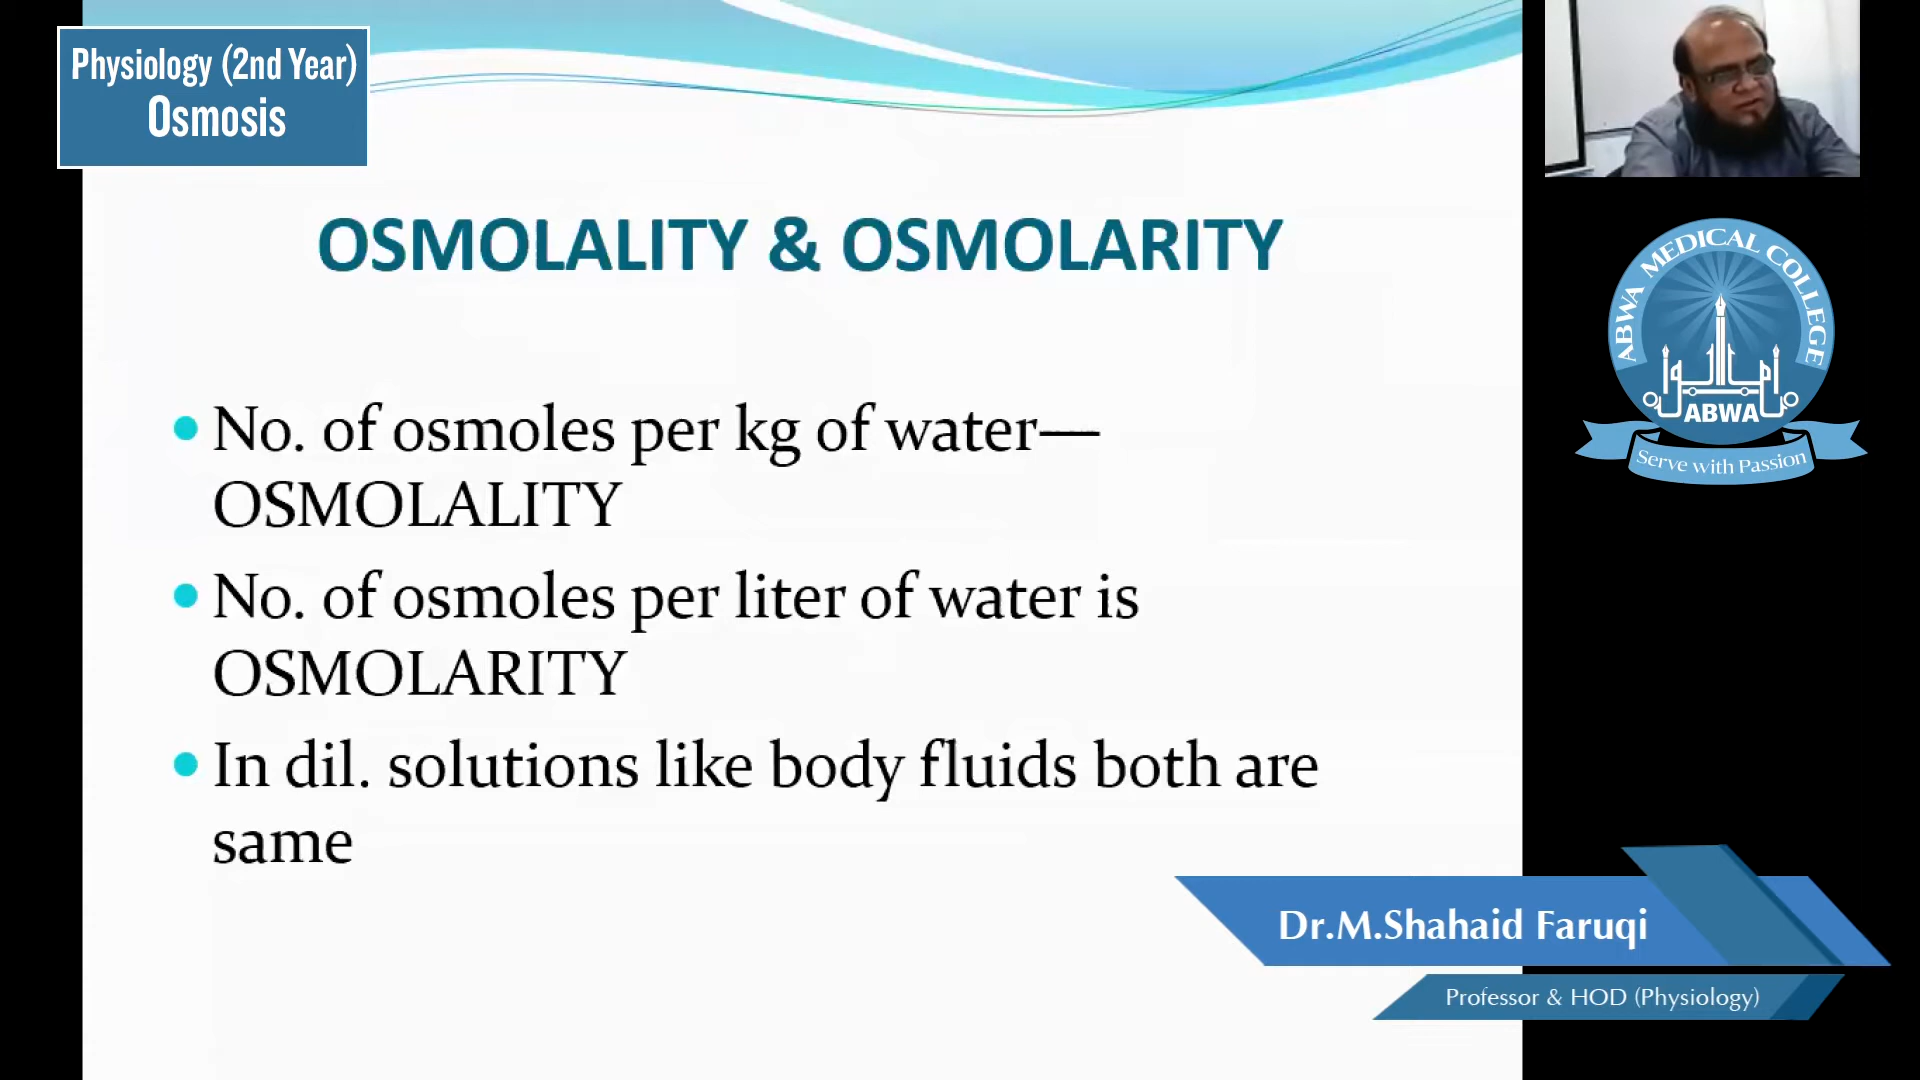 Physiology (2nd Year)
Osmosis
OSMOLALITY & OSMOLARITY
No. of osmoles per kg of water—
OSMOLALITY
No. of osmoles per liter of water is
OSMOLARITY
In dil. solutions like body fluids both are
same
ABWA MEDICAL COLLEGE
ABWA
Serve with Passion
Dr.M.Shahaid Faruqi
Professor & HOD (Physiology)